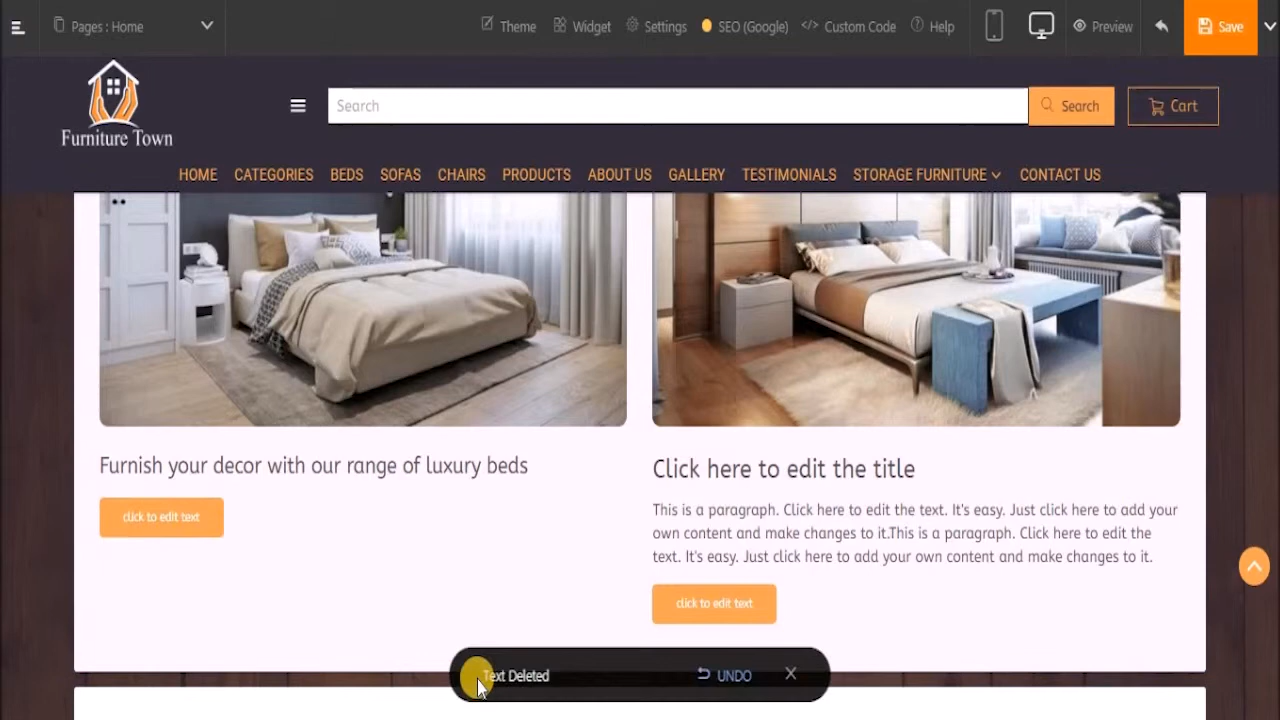 Pages : Home
Theme
Widget
Settings
SEO (Google)
Custom Code
Help
Preview
Save
Furniture Town
Search
Search
Cart
HOME CATEGORIES BEDS SOFAS CHAIRS PRODUCTS ABOUT US GALLERY TESTIMONIALS STORAGE FURNITURE CONTACT US
Furnish your decor with our range of luxury beds
click to edit text
Click here to edit the title
This is a paragraph. Click here to edit the text. It's easy. Just click here to add your
own content and make changes to it.This is a paragraph. Click here to edit the
text. It's easy. Just click here to add your own content and make changes to it.
click to edit text
Text Deleted
UNDO